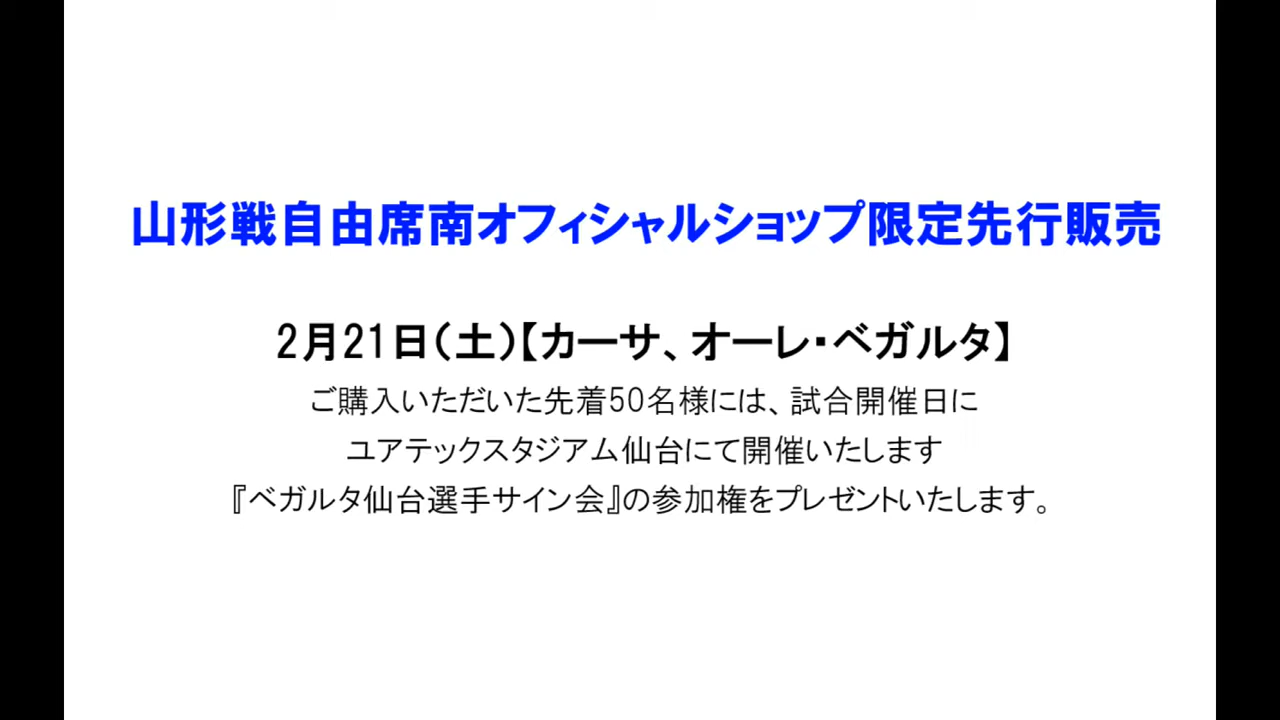 山形戦自由席南オフィシャルショップ限定先行販売
2月21日(土)【カーサ、オーレ・ベガルタ】
ご購入いただいた先着50名様には、試合開催日に
ユアテックスタジアム仙台にて開催いたします
『ベガルタ仙台選手サイン会』の参加権をプレゼントいたします。